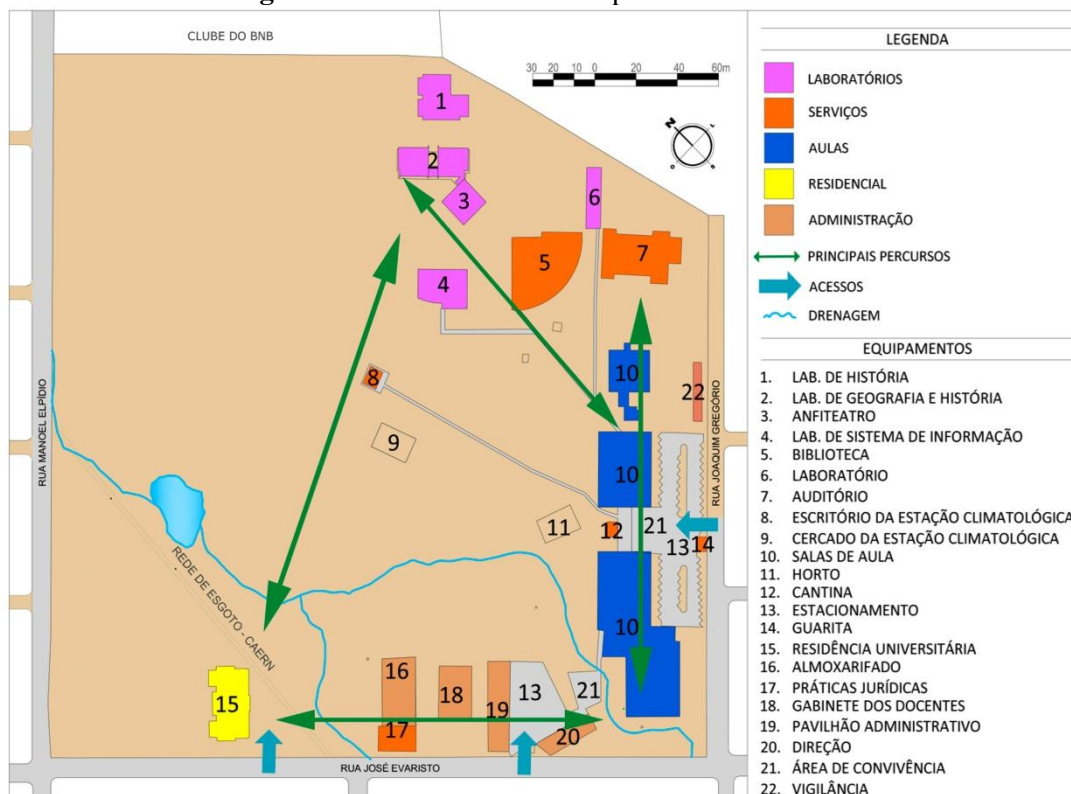 CLUBE DO BNB
30 20 10 0 20 40 60m
N
L
O
S
1
2
3
4
5
6
7
8
9
10
10
10
11
12
13
13
14
15
16
17
18
19
20
21
21
22
RUA MANOEL ELPÍDIO
REDE DE ESGOTO - CAERN
RUA JOAQUIM GREGÓRIO
RUA JOSÉ EVARISTO
LEGENDA
LABORATÓRIOS
SERVIÇOS
AULAS
RESIDENCIAL
ADMINISTRAÇÃO
PRINCIPAIS PERCURSOS
ACESSOS
DRENAGEM
EQUIPAMENTOS
1. LAB. DE HISTÓRIA
2. LAB. DE GEOGRAFIA E HISTÓRIA
3. ANFITEATRO
4. LAB. DE SISTEMA DE INFORMAÇÃO
5. BIBLIOTECA
6. LABORATÓRIO
7. AUDITÓRIO
8. ESCRITÓRIO DA ESTAÇÃO CLIMATOLÓGICA
9. CERCADO DA ESTAÇÃO CLIMATOLÓGICA
10. SALAS DE AULA
11. HORTO
12. CANTINA
13. ESTACIONAMENTO
14. GUARITA
15. RESIDÊNCIA UNIVERSITÁRIA
16. ALMOXARIFADO
17. PRÁTICAS JURÍDICAS
18. GABINETE DOS DOCENTES
19. PAVILHÃO ADMINISTRATIVO
20. DIREÇÃO
21. ÁREA DE CONVIVÊNCIA
22. VIGILÂNCIA